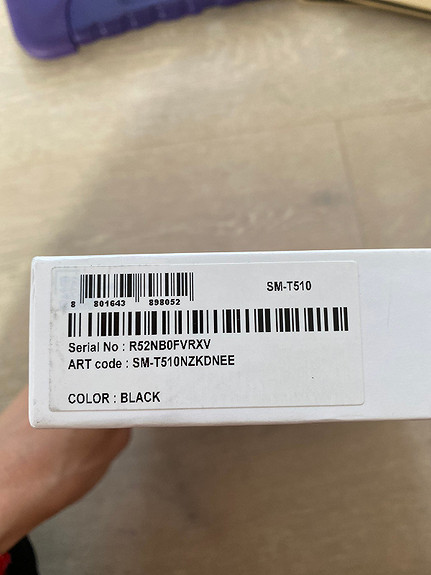 SM-T510
8 801643 898052
Serial No : R52NB0FVRXV
ART code : SM-T510NZKDNEE
COLOR : BLACK